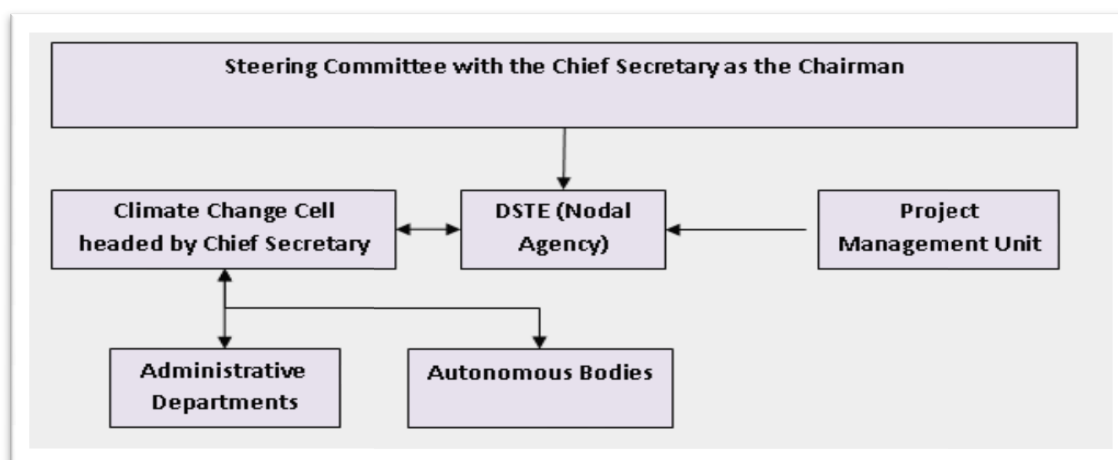 Steering Committee with the Chief Secretary as the Chairman
Climate Change Cell
headed by Chief Secretary
DSTE (Nodal
Agency)
Project
Management Unit
Administrative
Departments
Autonomous Bodies